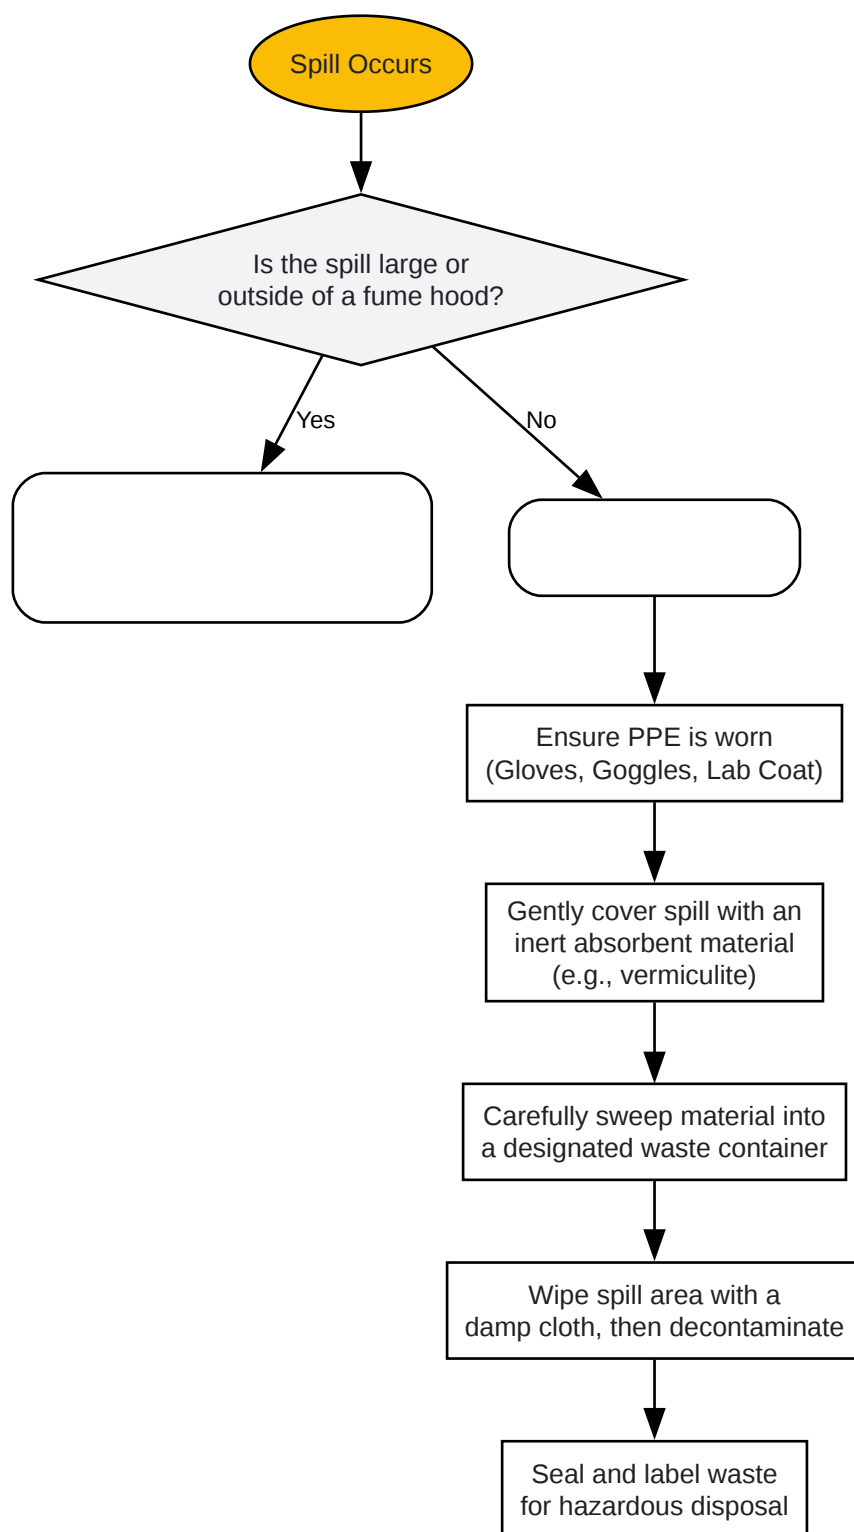 Spill Occurs
Is the spill large or
outside of a fume hood?
Yes
No
Ensure PPE is worn
(Gloves, Goggles, Lab Coat)
Gently cover spill with an
inert absorbent material
(e.g., vermiculite)
Carefully sweep material into
a designated waste container
Wipe spill area with a
damp cloth, then decontaminate
Seal and label waste
for hazardous disposal